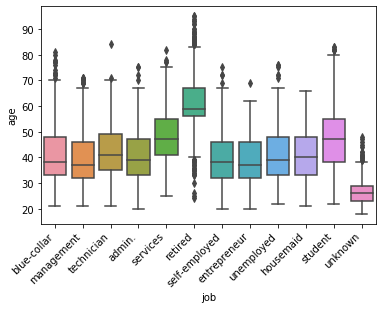 90
80
70
60
50
40
30
20
age
blue-collar
management
technician
admin.
services
retired
self-employed
entrepreneur
unemployed
housemaid
student
unknown
job